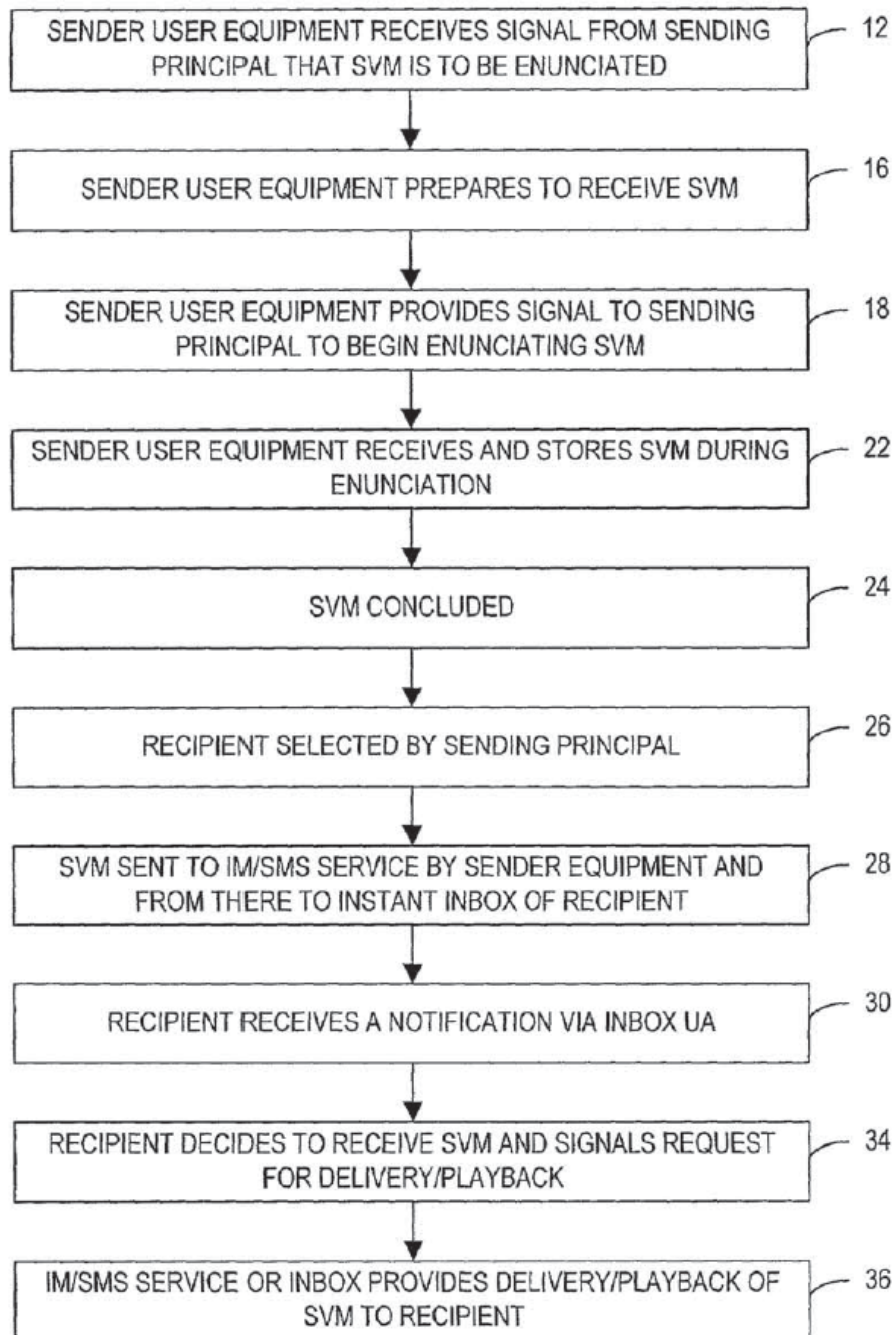 SENDER USER EQUIPMENT RECEIVES SIGNAL FROM SENDING
PRINCIPAL THAT SVM IS TO BE ENUNCIATED
12
SENDER USER EQUIPMENT PREPARES TO RECEIVE SVM
16
SENDER USER EQUIPMENT PROVIDES SIGNAL TO SENDING
PRINCIPAL TO BEGIN ENUNCIATING SVM
18
SENDER USER EQUIPMENT RECEIVES AND STORES SVM DURING
ENUNCIATION
22
SVM CONCLUDED
24
RECIPIENT SELECTED BY SENDING PRINCIPAL
26
SVM SENT TO IM/SMS SERVICE BY SENDER EQUIPMENT AND
FROM THERE TO INSTANT INBOX OF RECIPIENT
28
RECIPIENT RECEIVES A NOTIFICATION VIA INBOX UA
30
RECIPIENT DECIDES TO RECEIVE SVM AND SIGNALS REQUEST
FOR DELIVERY/PLAYBACK
34
IM/SMS SERVICE OR INBOX PROVIDES DELIVERY/PLAYBACK OF
SVM TO RECIPIENT
36